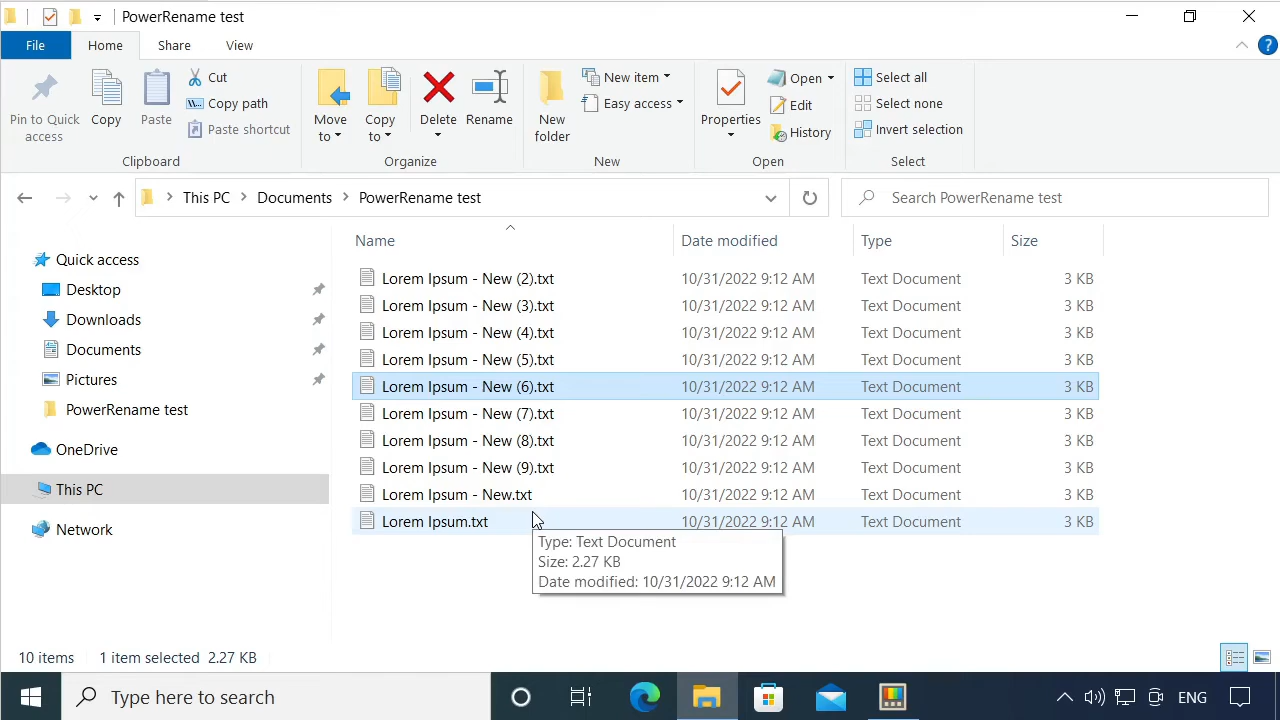 PowerRename test
File
Home
Share
View
?
Pin to Quick
access
Copy
Paste
Cut
Copy path
Paste shortcut
Clipboard
Move
to
Copy
to
Delete
Rename
Organize
New
folder
New item
Easy access
New
Properties
Open
Edit
History
Open
Select all
Select none
Invert selection
Select
This PC
Documents
PowerRename test
Search PowerRename test
Quick access
Desktop
Downloads
Documents
Pictures
PowerRename test
OneDrive
This PC
Network
Name Date modified Type Size
Lorem Ipsum - New (2).txt 10/31/2022 9:12 AM Text Document 3 KB
Lorem Ipsum - New (3).txt 10/31/2022 9:12 AM Text Document 3 KB
Lorem Ipsum - New (4).txt 10/31/2022 9:12 AM Text Document 3 KB
Lorem Ipsum - New (5).txt 10/31/2022 9:12 AM Text Document 3 KB
Lorem Ipsum - New (6).txt 10/31/2022 9:12 AM Text Document 3 KB
Lorem Ipsum - New (7).txt 10/31/2022 9:12 AM Text Document 3 KB
Lorem Ipsum - New (8).txt 10/31/2022 9:12 AM Text Document 3 KB
Lorem Ipsum - New (9).txt 10/31/2022 9:12 AM Text Document 3 KB
Lorem Ipsum - New.txt 10/31/2022 9:12 AM Text Document 3 KB
Lorem Ipsum.txt 10/31/2022 9:12 AM Text Document 3 KB
Type: Text Document
Size: 2.27 KB
Date modified: 10/31/2022 9:12 AM
10 items 1 item selected 2.27 KB
Type here to search
ENG